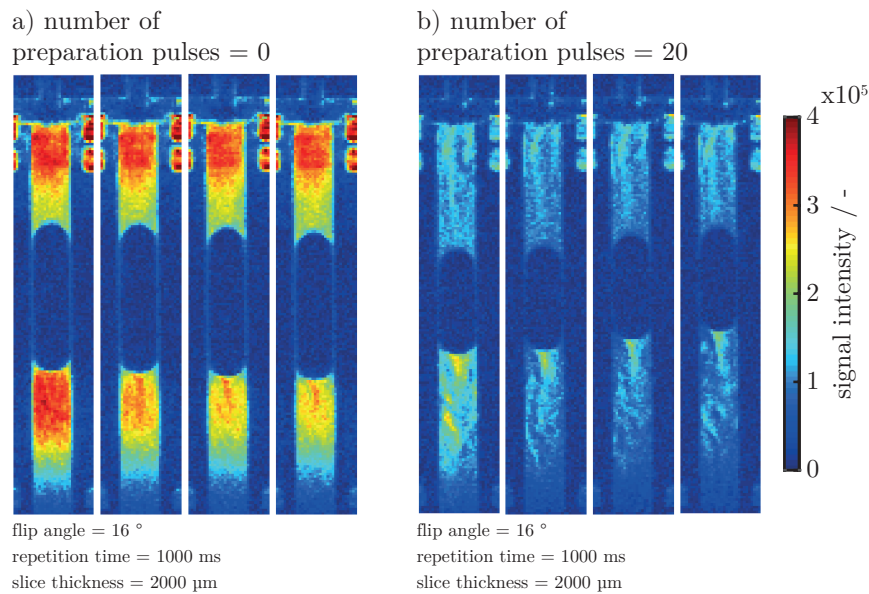 a) number of
preparation pulses = 0
b) number of
preparation pulses = 20
x10⁵
4
3
2
1
0
signal intensity / -
flip angle = 16 °
repetition time = 1000 ms
slice thickness = 2000 µm
flip angle = 16 °
repetition time = 1000 ms
slice thickness = 2000 µm